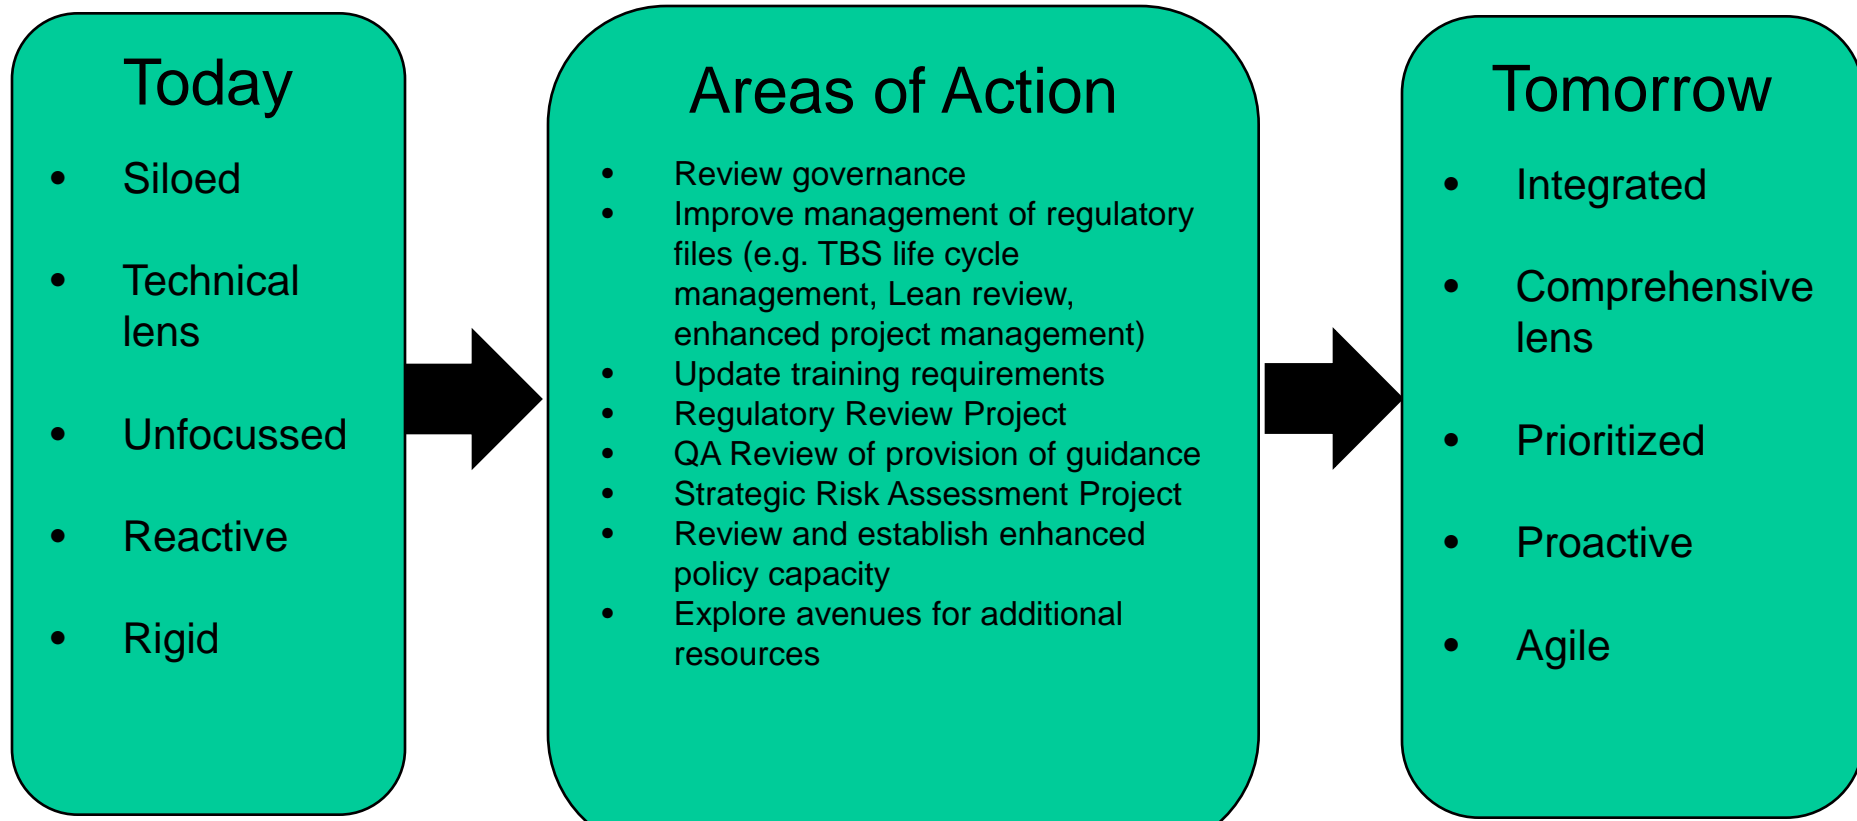 Today
• Siloed
• Technical
lens
• Unfocussed
• Reactive
• Rigid
Areas of Action
• Review governance
• Improve management of regulatory
files (e.g. TBS life cycle
management, Lean review,
enhanced project management)
• Update training requirements
• Regulatory Review Project
• QA Review of provision of guidance
• Strategic Risk Assessment Project
• Review and establish enhanced
policy capacity
• Explore avenues for additional
resources
Tomorrow
• Integrated
• Comprehensive
lens
• Prioritized
• Proactive
• Agile